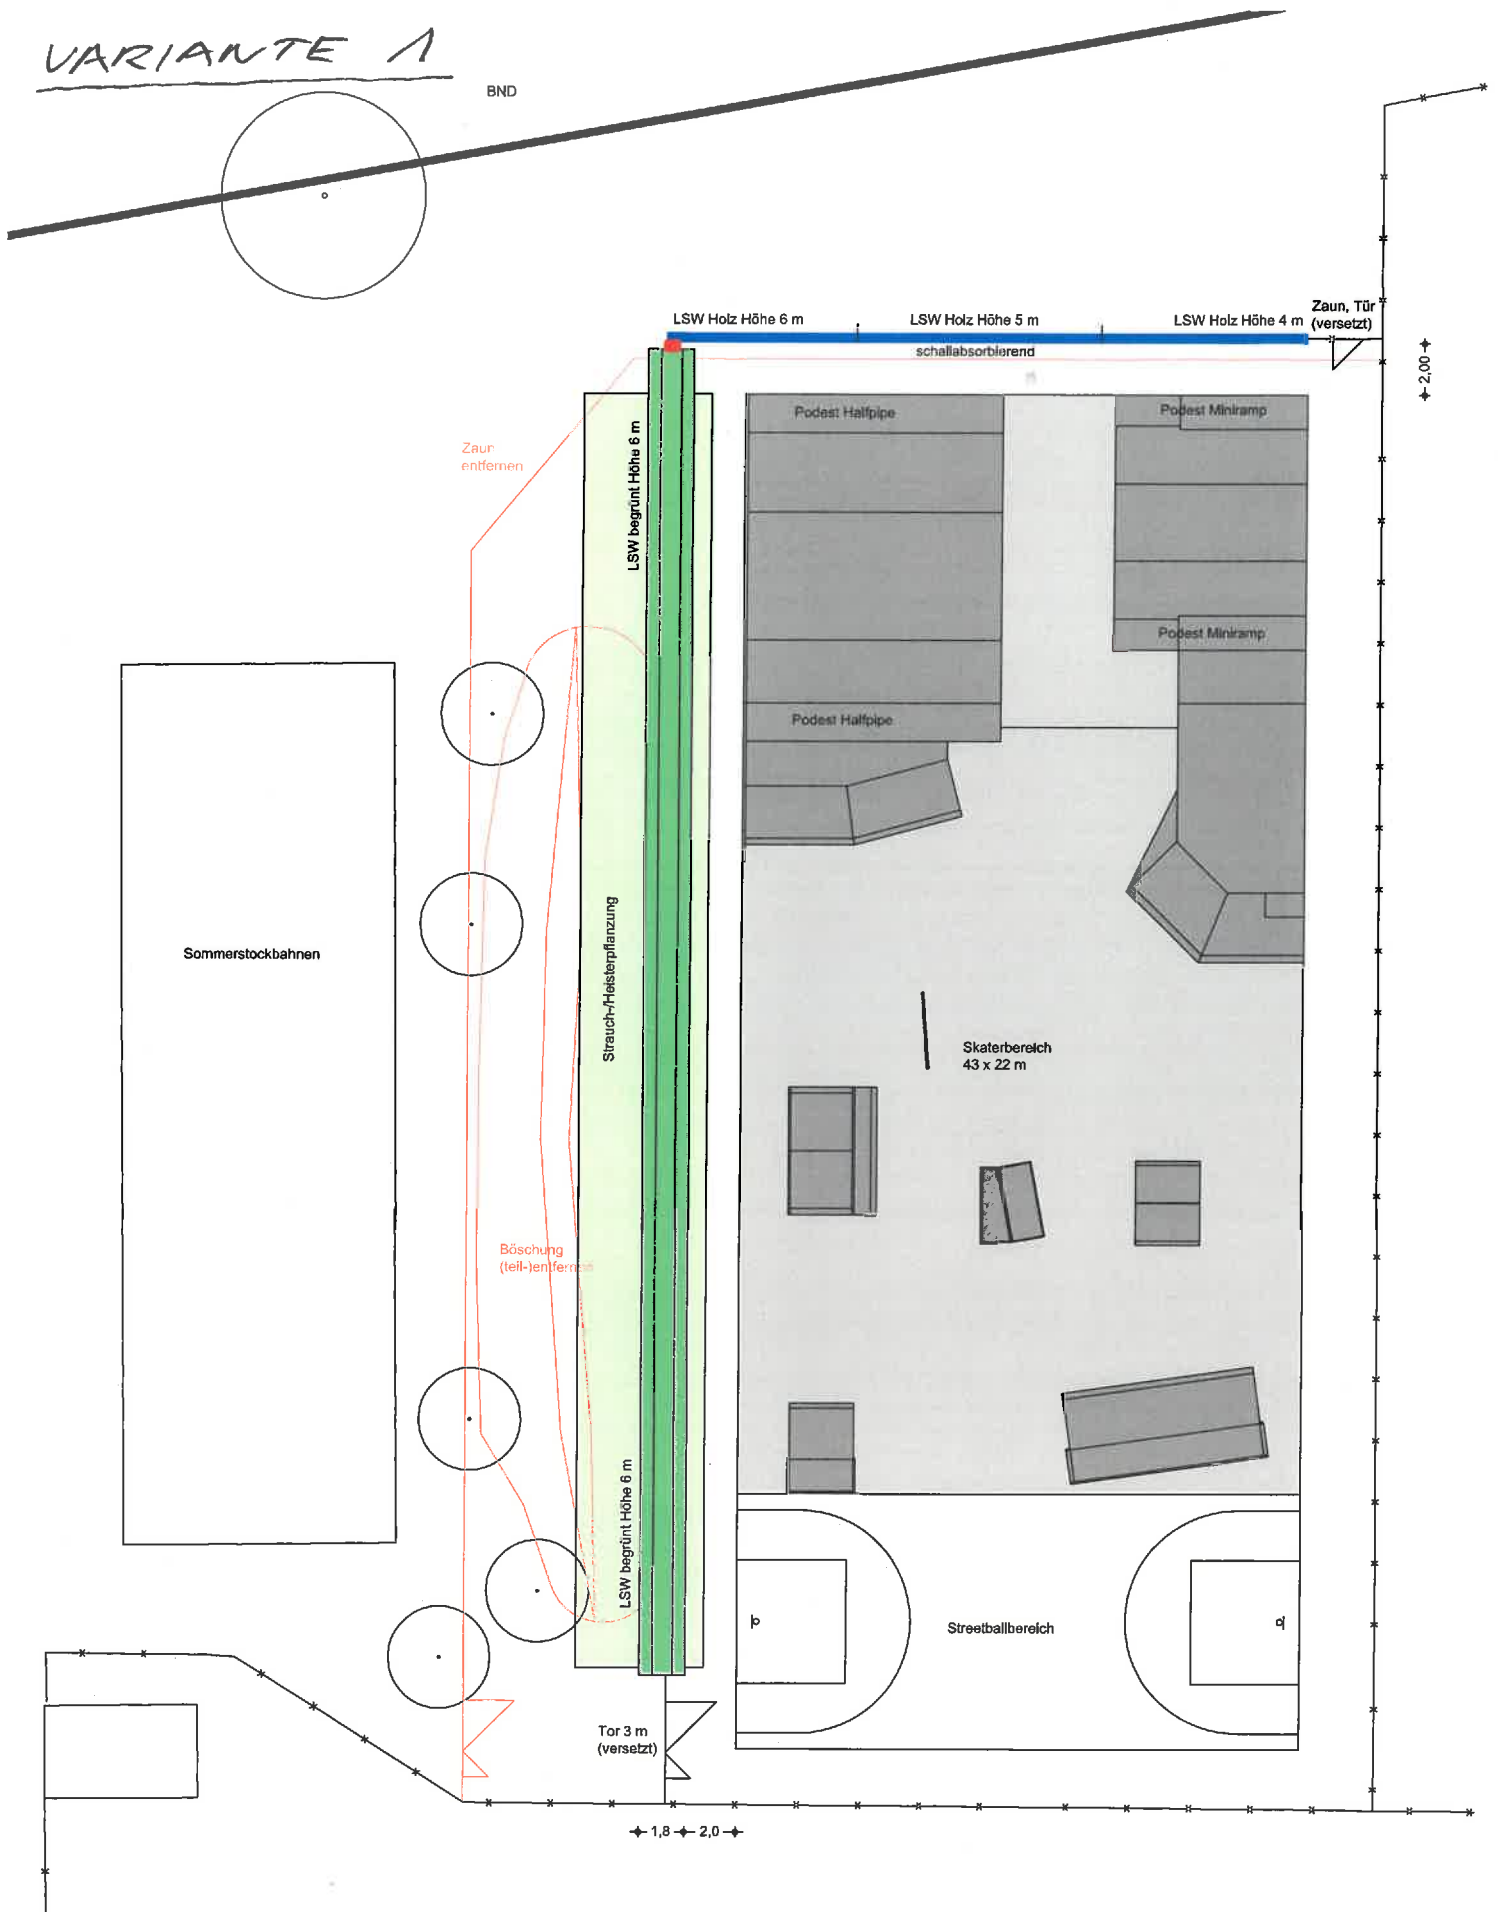 VARIANTE 1
BND
LSW Holz Höhe 6 m
LSW Holz Höhe 5 m
LSW Holz Höhe 4 m
Zaun, Tür
(versetzt)
schallabsorbierend
2,00
Podest Halfpipe
Podest Miniramp
Zaun
entfernen
LSW begrünt Höhe 6 m
Podest Miniramp
Podest Halfpipe
Sommerstockbahnen
Strauch-/Heisterpflanzung
Skaterbereich
43 x 22 m
Böschung
(teil-)entfernen
LSW begrünt Höhe 6 m
Streetballbereich
Tor 3 m
(versetzt)
1,8
2,0